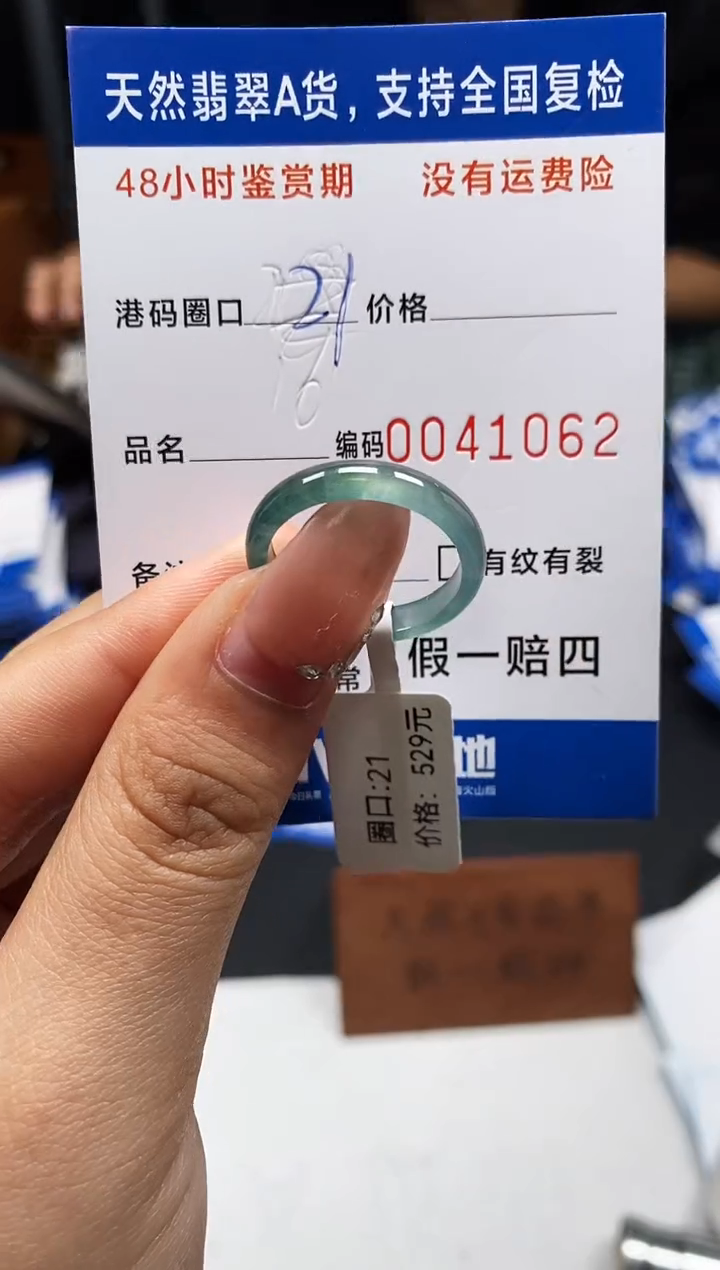 天然翡翠A货，支持全国复检
48小时鉴赏期 没有运费险
港码圈口 21 价格
品名 编码 0041062
有纹有裂
常 假一赔四
地
圈口:21
价格: 529元